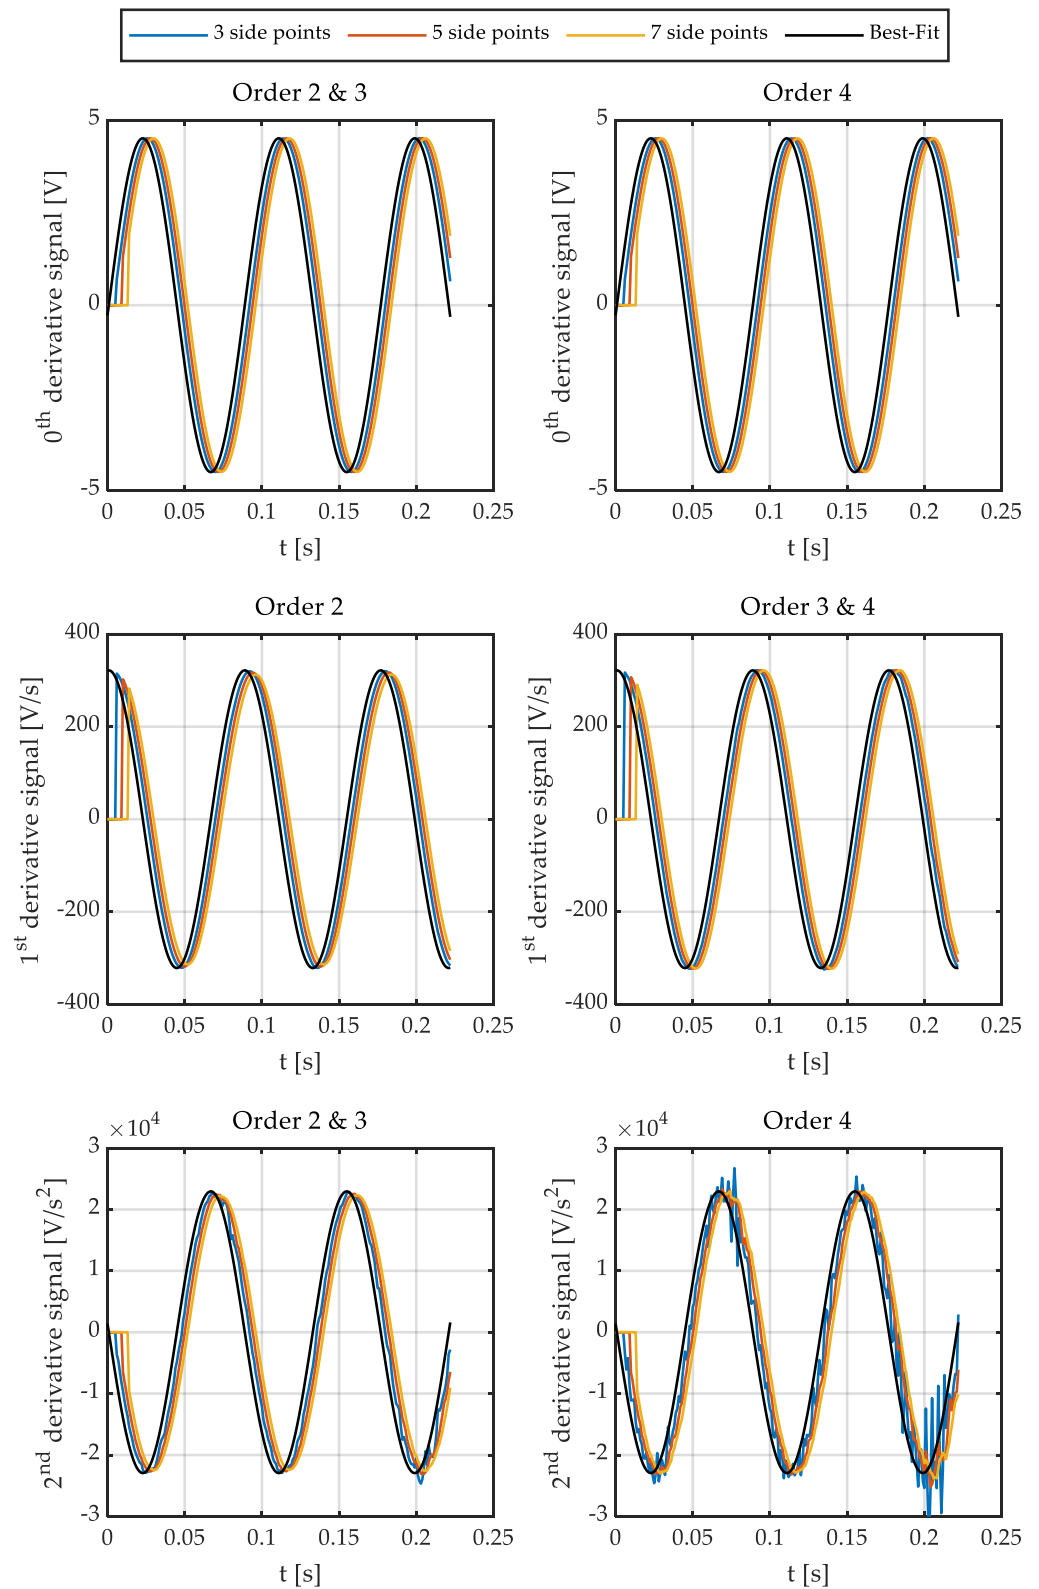 3 side points 5 side points 7 side points Best-Fit
Order 2 & 3
5
0
-5
0th derivative signal [V]
0 0.05 0.1 0.15 0.2 0.25
t [s]
Order 4
5
0
-5
0th derivative signal [V]
0 0.05 0.1 0.15 0.2 0.25
t [s]
Order 2
400
200
0
-200
-400
1st derivative signal [V/s]
0 0.05 0.1 0.15 0.2 0.25
t [s]
Order 3 & 4
400
200
0
-200
-400
1st derivative signal [V/s]
0 0.05 0.1 0.15 0.2 0.25
t [s]
Order 2 & 3
×10^4
3
2
1
0
-1
-2
-3
2nd derivative signal [V/s²]
0 0.05 0.1 0.15 0.2 0.25
t [s]
Order 4
×10^4
3
2
1
0
-1
-2
-3
2nd derivative signal [V/s²]
0 0.05 0.1 0.15 0.2 0.25
t [s]